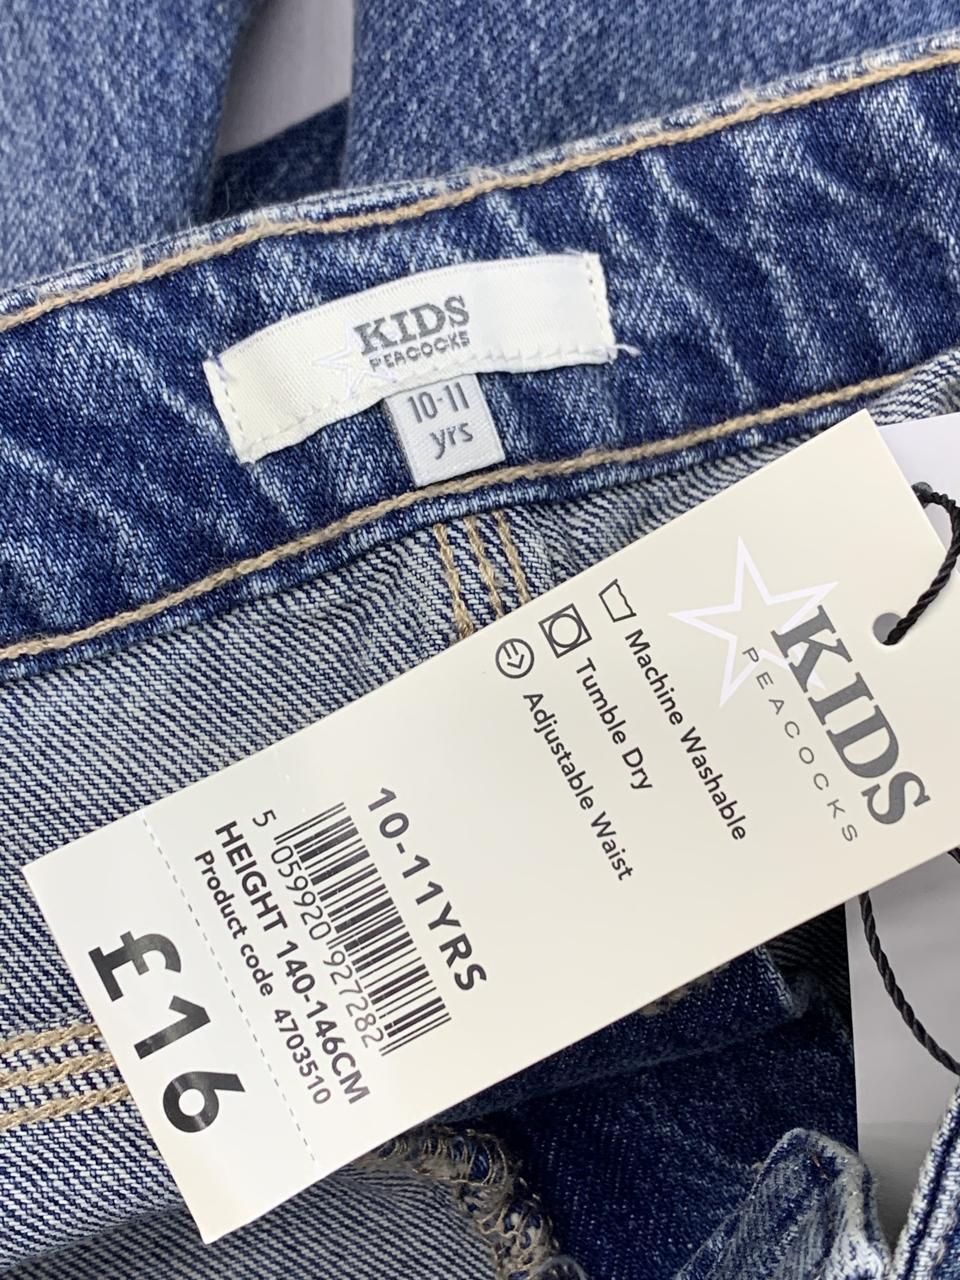 KIDS
PEACOCKS
10-11
yrs
KIDS
PEACOCKS
Machine Washable
Tumble Dry
Adjustable Waist
10-11YRS
5 059920 927282
HEIGHT 140-146CM
Product code 4703510
£16